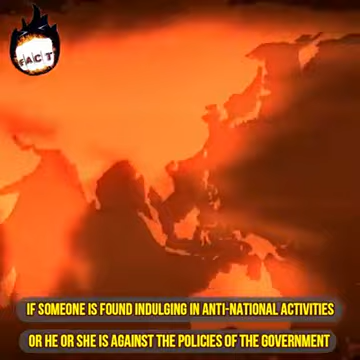 FACT
IF SOMEONE IS FOUND INDULGING IN ANTI-NATIONAL ACTIVITIES
OR HE OR SHE IS AGAINST THE POLICIES OF THE GOVERNMENT